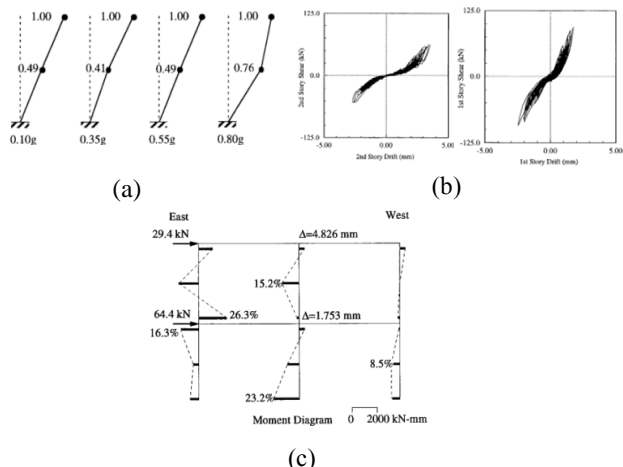 (a)
1.00 1.00 1.00 1.00
0.49 0.41 0.49 0.76
0.10g 0.35g 0.55g 0.80g
125.0
2nd Story Shear (kN)
0.0
-125.0
-5.00 0.00 5.00
2nd Story Drift (mm)
125.0
1st Story Shear (kN)
0.0
-125.0
-5.00 0.00 5.00
1st Story Drift (mm)
(a)
(b)
East West
29.4 kN Δ=4.826 mm
15.2%
64.4 kN 26.3% Δ=1.753 mm
16.3%
8.5%
23.2%
Moment Diagram 0 2000 kN-mm
(c)